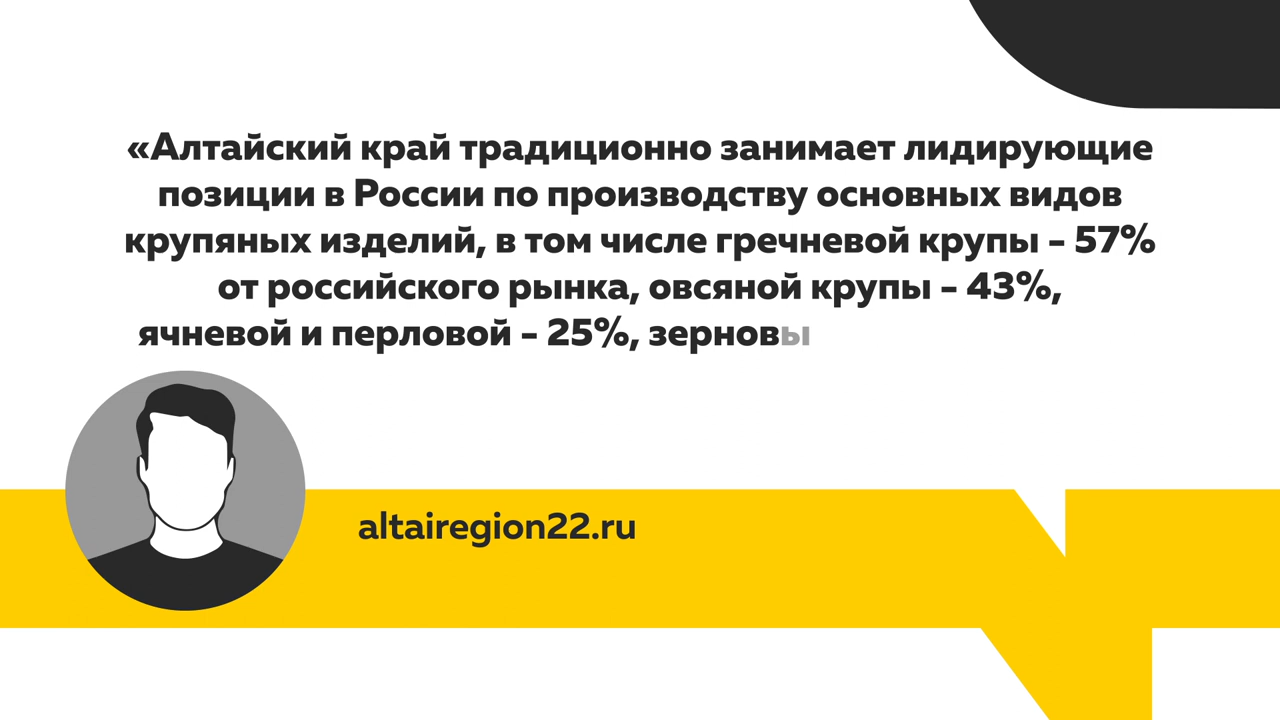 «Алтайский край традиционно занимает лидирующие
позиции в России по производству основных видов
крупяных изделий, в том числе гречневой крупы – 57%
от российского рынка, овсяной крупы – 43%,
ячневой и перловой – 25%, зерновы
altairegion22.ru